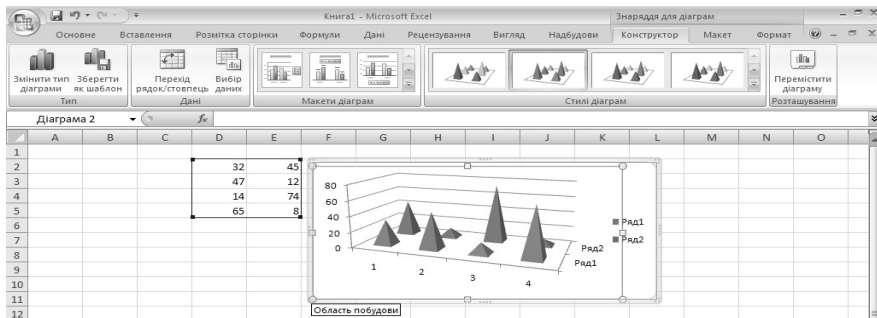 Книга1 - Microsoft Excel
Знаряддя для діаграм
Основне Вставлення Розмітка сторінки Формули Дані Рецензування Вигляд Надбудови Конструктор Макет Формат
Змінити тип діаграми
Зберегти як шаблон
Перехід рядок/стовпець
Вибір даних
Перемістити діаграму
Тип Дані Макети діаграм Стилі діаграм Розташування
Діаграма 2 fx
A B C D E F G H I J K L M N O
1
2 32 45
3 47 12
4 14 74
5 65 8
6
7
8
9
10
11
12
80
60
40
20
0
1 2 3 4
Ряд2
Ряд1
Ряд1
Ряд2
Область побудови